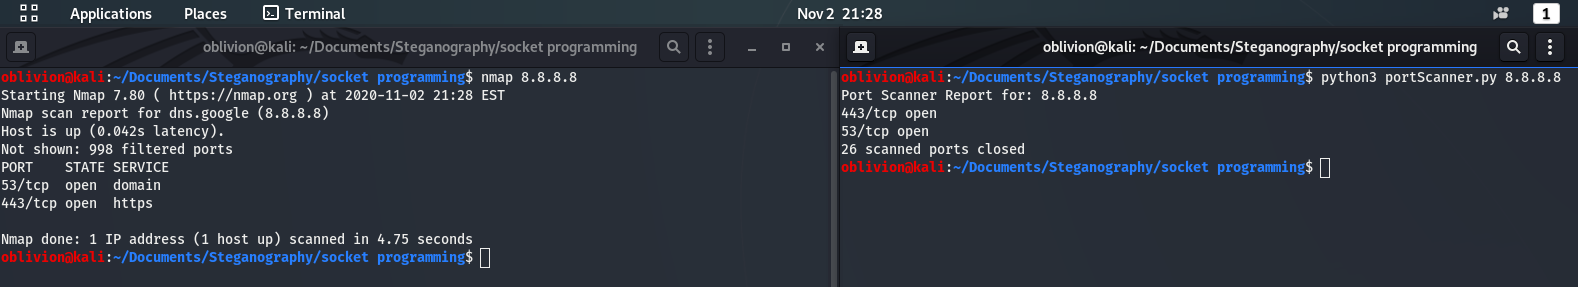 Applications Places Terminal Nov 2 21:28 1
oblivion@kali: ~/Documents/Steganography/socket programming
oblivion@kali:~/Documents/Steganography/socket programming$ nmap 8.8.8.8
Starting Nmap 7.80 ( https://nmap.org ) at 2020-11-02 21:28 EST
Nmap scan report for dns.google (8.8.8.8)
Host is up (0.042s latency).
Not shown: 998 filtered ports
PORT    STATE SERVICE
53/tcp  open  domain
443/tcp open  https
Nmap done: 1 IP address (1 host up) scanned in 4.75 seconds
oblivion@kali:~/Documents/Steganography/socket programming$
oblivion@kali: ~/Documents/Steganography/socket programming
oblivion@kali:~/Documents/Steganography/socket programming$ python3 portScanner.py 8.8.8.8
Port Scanner Report for: 8.8.8.8
443/tcp open
53/tcp open
26 scanned ports closed
oblivion@kali:~/Documents/Steganography/socket programming$